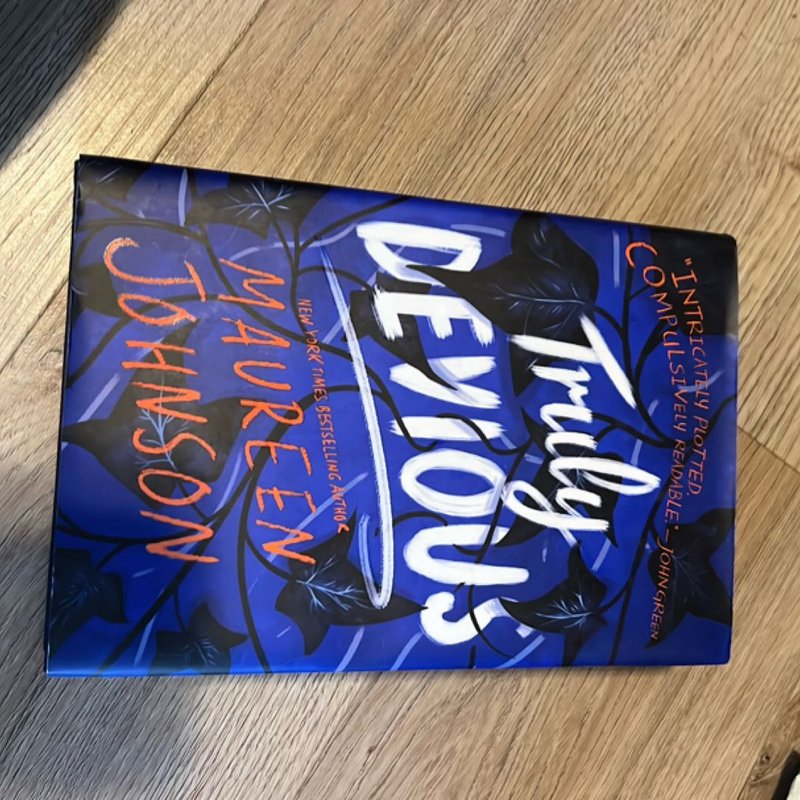 "INTRICATELY PLOTTED,
COMPULSIVELY READABLE." —JOHN GREEN
Truly
DEVIOUS
NEW YORK TIMES BESTSELLING AUTHOR
MAUREEN
JOHNSON